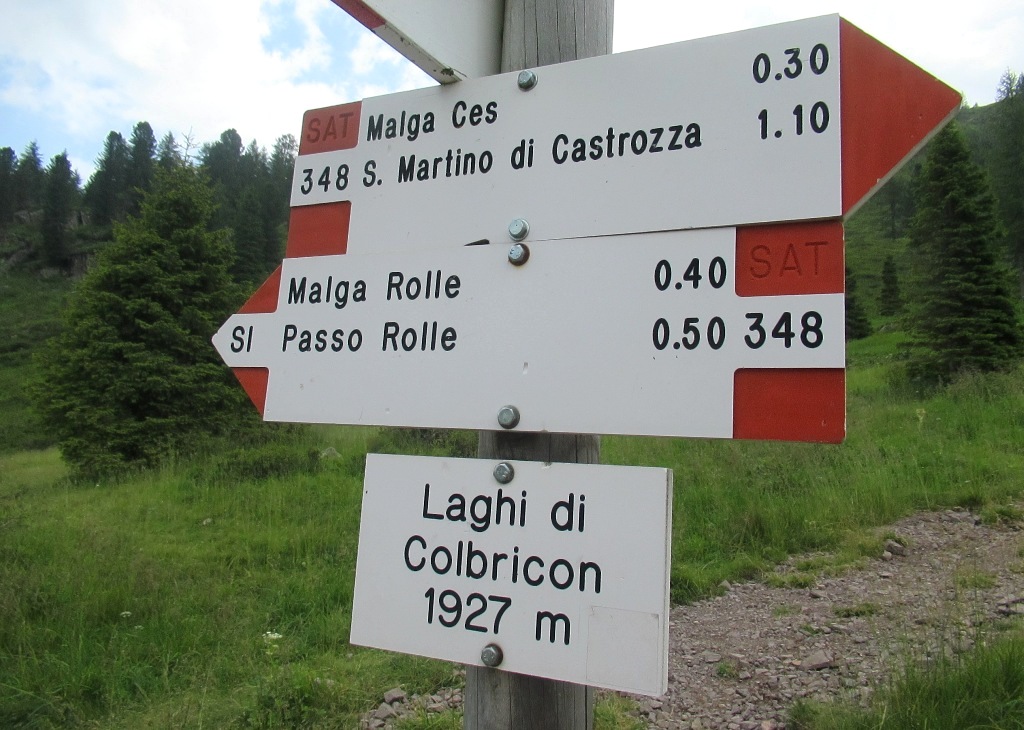 SAT Malga Ces 0.30
348 S. Martino di Castrozza 1.10
Malga Rolle 0.40 SAT
SI Passo Rolle 0.50 348
Laghi di
Colbricon
1927 m